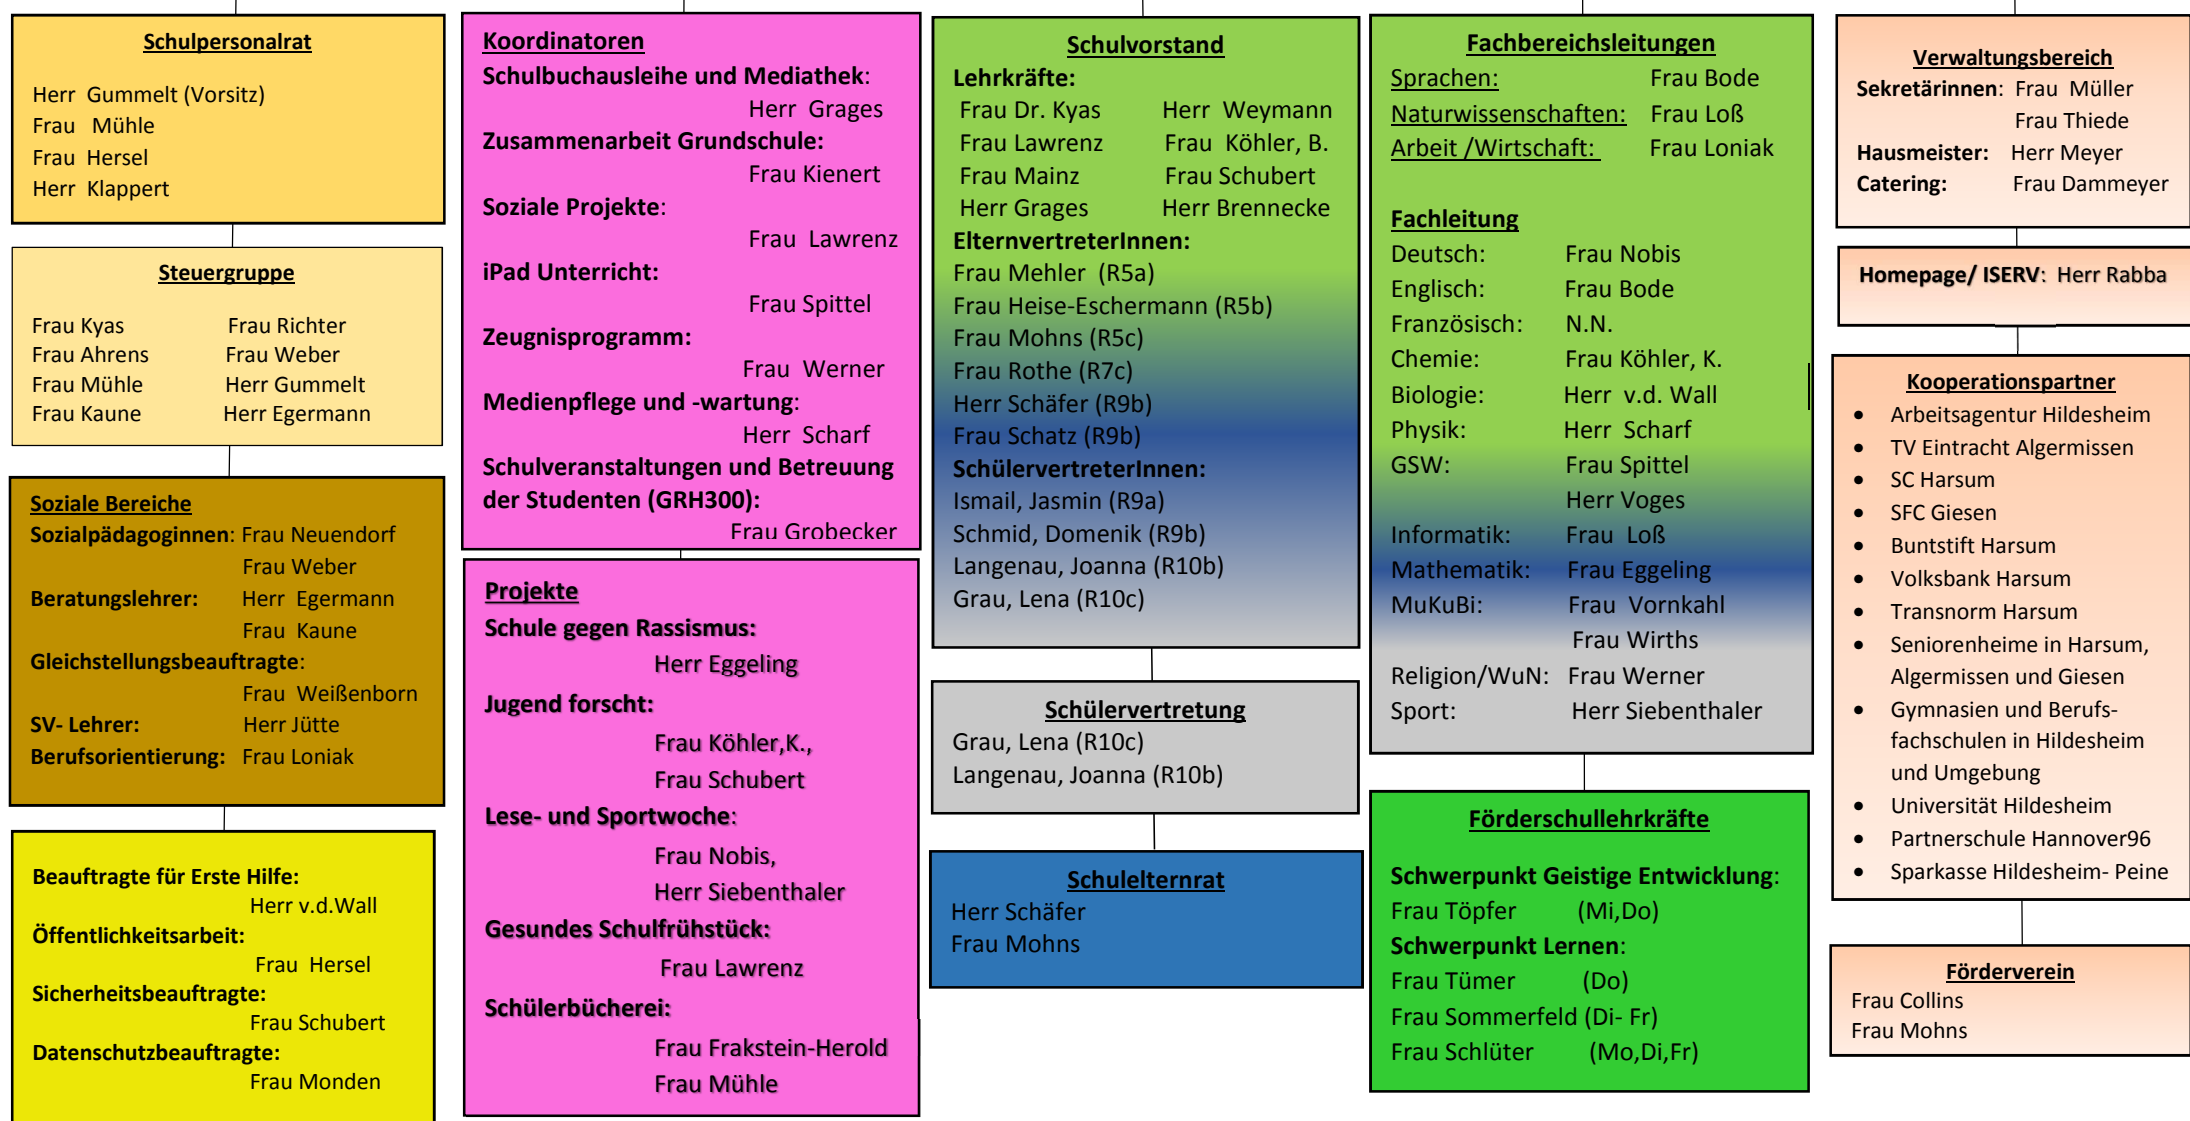 Schulpersonalrat
Herr Gummelt (Vorsitz)
Frau Mühle
Frau Hersel
Herr Klappert
Steuergruppe
Frau Kyas Frau Richter
Frau Ahrens Frau Weber
Frau Mühle Herr Gummelt
Frau Kaune Herr Egermann
Soziale Bereiche
Sozialpädagoginnen: Frau Neuendorf
Frau Weber
Beratungslehrer: Herr Egermann
Frau Kaune
Gleichstellungsbeauftragte:
Frau Weißenborn
SV- Lehrer: Herr Jütte
Berufsorientierung: Frau Loniak
Beauftragte für Erste Hilfe:
Herr v.d.Wall
Öffentlichkeitsarbeit:
Frau Hersel
Sicherheitsbeauftragte:
Frau Schubert
Datenschutzbeauftragte:
Frau Monden
Koordinatoren
Schulbuchausleihe und Mediathek:
Herr Grages
Zusammenarbeit Grundschule:
Frau Kienert
Soziale Projekte:
Frau Lawrenz
iPad Unterricht:
Frau Spittel
Zeugnisprogramm:
Frau Werner
Medienpflege und -wartung:
Herr Scharf
Schulveranstaltungen und Betreuung
der Studenten (GRH300):
Frau Grobecker
Projekte
Schule gegen Rassismus:
Herr Eggeling
Jugend forscht:
Frau Köhler,K.,
Frau Schubert
Lese- und Sportwoche:
Frau Nobis,
Herr Siebenthaler
Gesundes Schulfrühstück:
Frau Lawrenz
Schülerbücherei:
Frau Frakstein-Herold
Frau Mühle
Schulvorstand
Lehrkräfte:
Frau Dr. Kyas Herr Weymann
Frau Lawrenz Frau Köhler, B.
Frau Mainz Frau Schubert
Herr Grages Herr Brennecke
ElternvertreterInnen:
Frau Mehler (R5a)
Frau Heise-Eschermann (R5b)
Frau Mohns (R5c)
Frau Rothe (R7c)
Herr Schäfer (R9b)
Frau Schatz (R9b)
SchülervertreterInnen:
Ismail, Jasmin (R9a)
Schmid, Domenik (R9b)
Langenau, Joanna (R10b)
Grau, Lena (R10c)
Schülervertretung
Grau, Lena (R10c)
Langenau, Joanna (R10b)
Schulelternrat
Herr Schäfer
Frau Mohns
Fachbereichsleitungen
Sprachen: Frau Bode
Naturwissenschaften: Frau Loß
Arbeit /Wirtschaft: Frau Loniak
Fachleitung
Deutsch: Frau Nobis
Englisch: Frau Bode
Französisch: N.N.
Chemie: Frau Köhler, K.
Biologie: Herr v.d. Wall
Physik: Herr Scharf
GSW: Frau Spittel
Herr Voges
Informatik: Frau Loß
Mathematik: Frau Eggeling
MuKuBi: Frau Vornkahl
Frau Wirths
Religion/WuN: Frau Werner
Sport: Herr Siebenthaler
Förderschullehrkräfte
Schwerpunkt Geistige Entwicklung:
Frau Töpfer (Mi,Do)
Schwerpunkt Lernen:
Frau Tümer (Do)
Frau Sommerfeld (Di- Fr)
Frau Schlüter (Mo,Di,Fr)
Verwaltungsbereich
Sekretärinnen: Frau Müller
Frau Thiede
Hausmeister: Herr Meyer
Catering: Frau Dammeyer
Homepage/ ISERV: Herr Rabba
Kooperationspartner
• Arbeitsagentur Hildesheim
• TV Eintracht Algermissen
• SC Harsum
• SFC Giesen
• Buntstift Harsum
• Volksbank Harsum
• Transnorm Harsum
• Seniorenheime in Harsum,
Algermissen und Giesen
• Gymnasien und Berufs-
fachschulen in Hildesheim
und Umgebung
• Universität Hildesheim
• Partnerschule Hannover96
• Sparkasse Hildesheim- Peine
Förderverein
Frau Collins
Frau Mohns